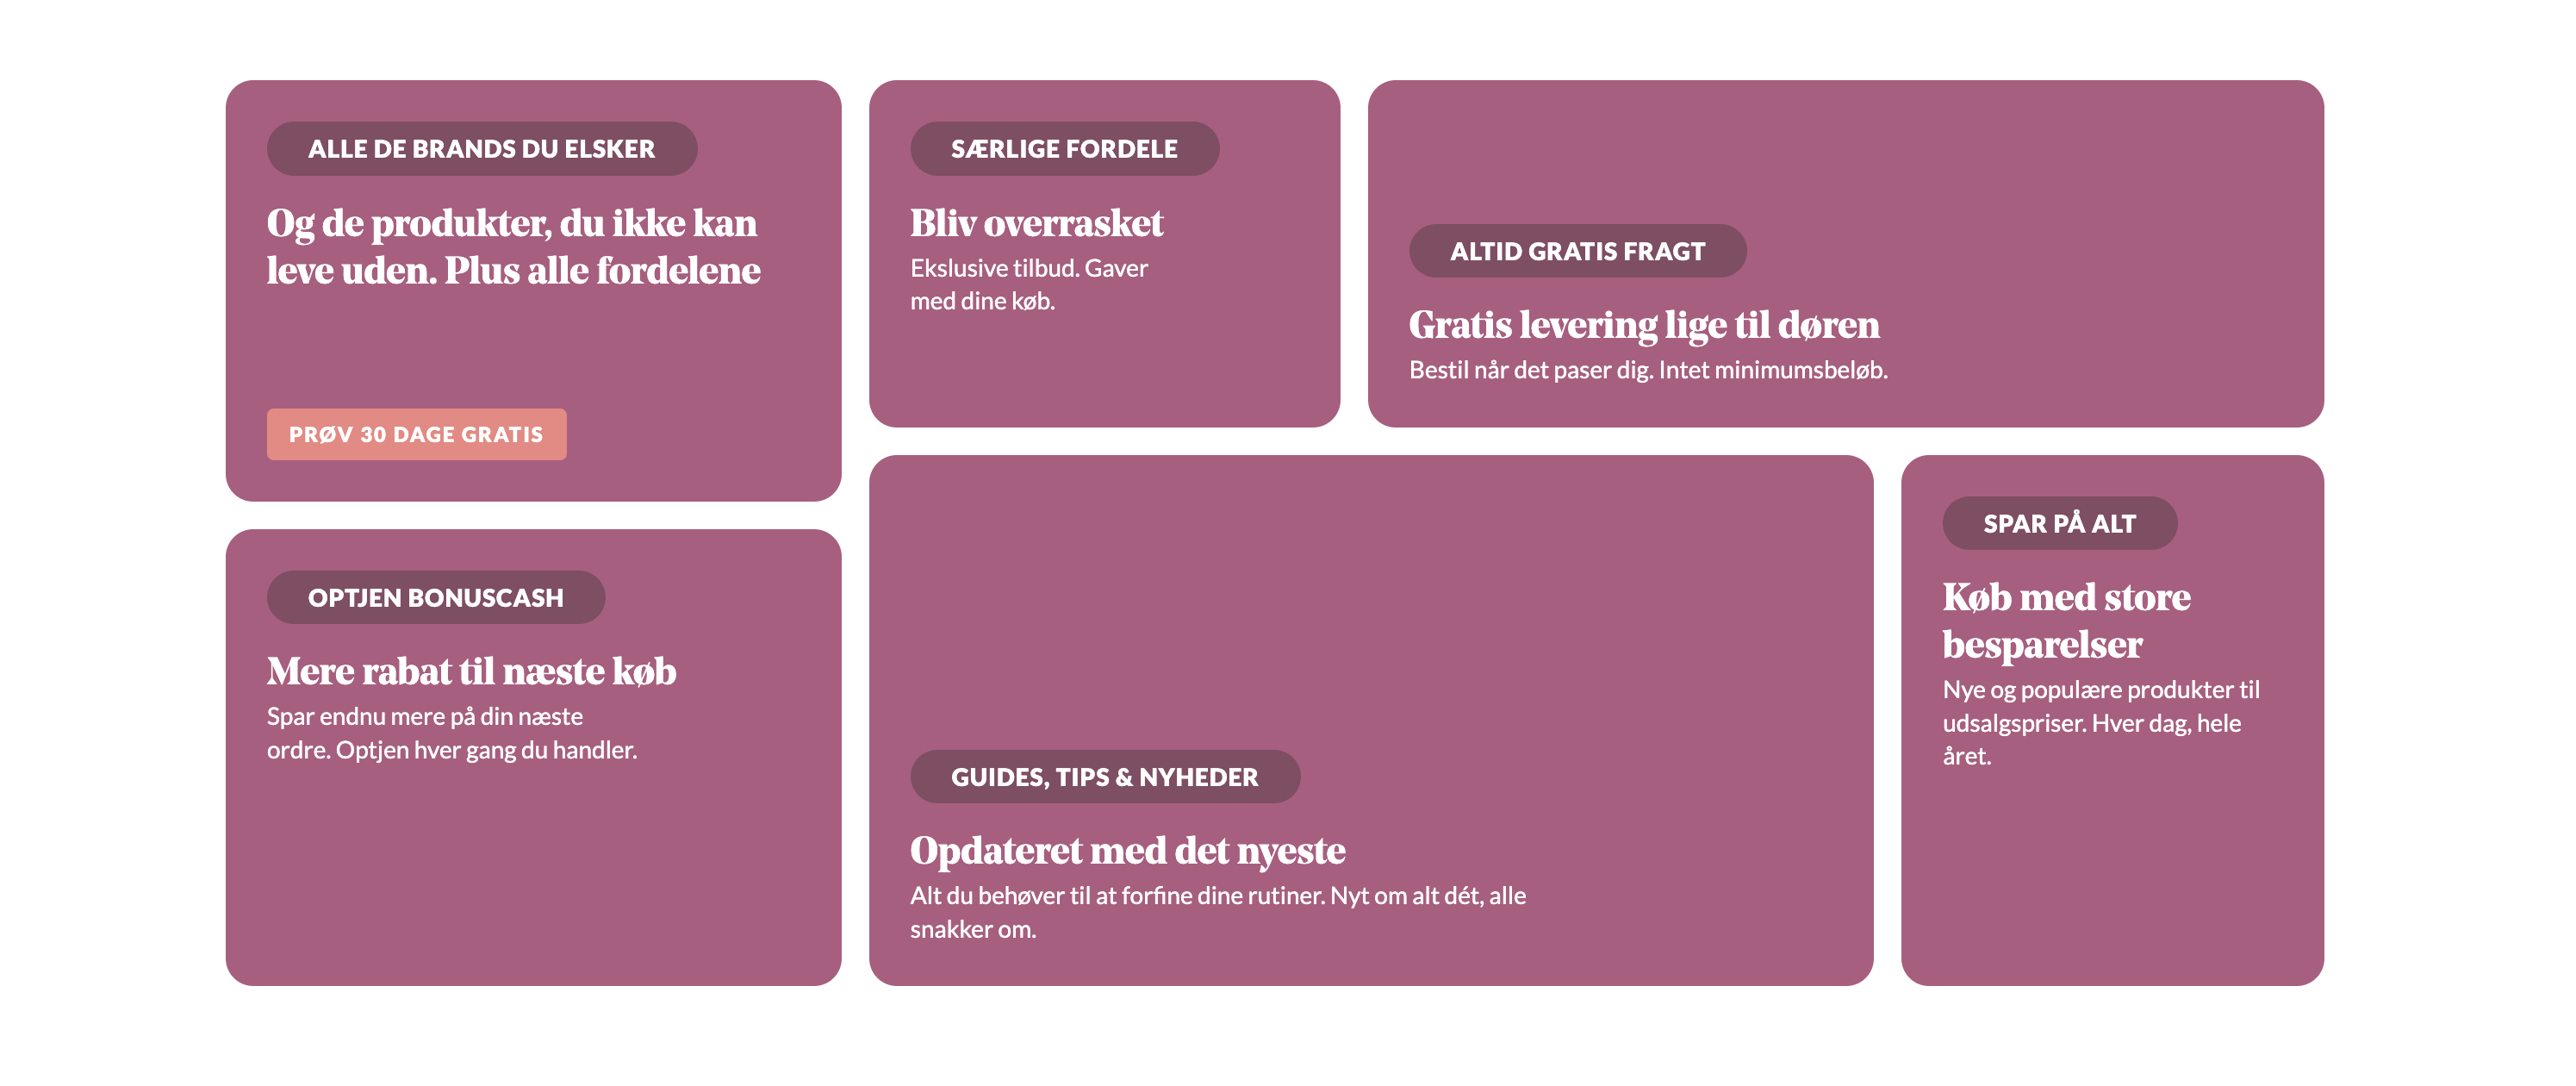 ALLE DE BRANDS DU ELSKER
Og de produkter, du ikke kan
leve uden. Plus alle fordelene
PRØV 30 DAGE GRATIS
SÆRLIGE FORDELE
Bliv overrasket
Ekslusive tilbud. Gaver
med dine køb.
ALTID GRATIS FRAGT
Gratis levering lige til døren
Bestil når det paser dig. Intet minimumsbeløb.
OPTJEN BONUSCASH
Mere rabat til næste køb
Spar endnu mere på din næste
ordre. Optjen hver gang du handler.
GUIDES, TIPS & NYHEDER
Opdateret med det nyeste
Alt du behøver til at forfine dine rutiner. Nyt om alt dét, alle
snakker om.
SPAR PÅ ALT
Køb med store
besparelser
Nye og populære produkter til
udsalgspriser. Hver dag, hele
året.